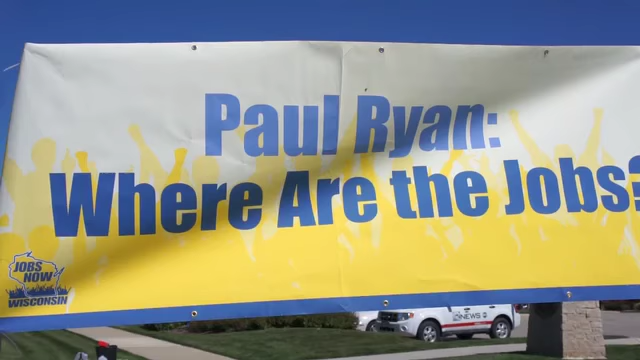 Paul Ryan:
Where Are the Jobs?
JOBS
NOW
WISCONSIN
NEWS